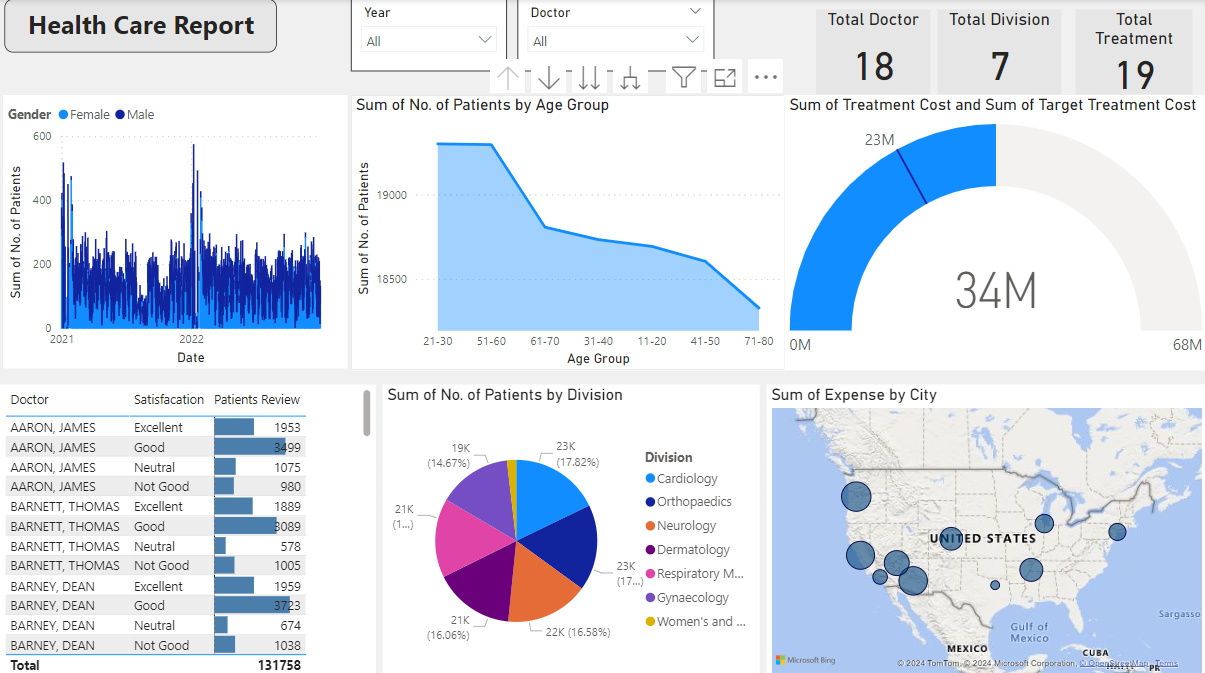 Health Care Report
Year
All
Doctor
All
Total Doctor
18
Total Division
7
Total
Treatment
19
Gender
Female
Male
600
400
200
0
Sum of No. of Patients
2021
2022
Date
Sum of No. of Patients by Age Group
Sum of No. of Patients
19000
18500
21-30
51-60
61-70
31-40
11-20
41-50
71-80
Age Group
Sum of Treatment Cost and Sum of Target Treatment Cost
23M
34M
0M
68M
Doctor Satisfacation Patients Review
AARON, JAMES Excellent 1953
AARON, JAMES Good 3499
AARON, JAMES Neutral 1075
AARON, JAMES Not Good 980
BARNETT, THOMAS Excellent 1889
BARNETT, THOMAS Good 3089
BARNETT, THOMAS Neutral 578
BARNETT, THOMAS Not Good 1005
BARNEY, DEAN Excellent 1959
BARNEY, DEAN Good 3723
BARNEY, DEAN Neutral 674
BARNEY, DEAN Not Good 1038
Total 131758
Sum of No. of Patients by Division
23K
(17.82%)
23K
(17...)
22K (16.58%)
21K
(16.06%)
21K
(1...)
19K
(14.67%)
Division
Cardiology
Orthopaedics
Neurology
Dermatology
Respiratory M...
Gynaecology
Women's and ...
Sum of Expense by City
UNITED STATES
Gulf of
Mexico
MEXICO
CUBA
HAITI
PR
Sargasso
Microsoft Bing
© 2024 TomTom, © 2024 Microsoft Corporation, © OpenStreetMap Terms